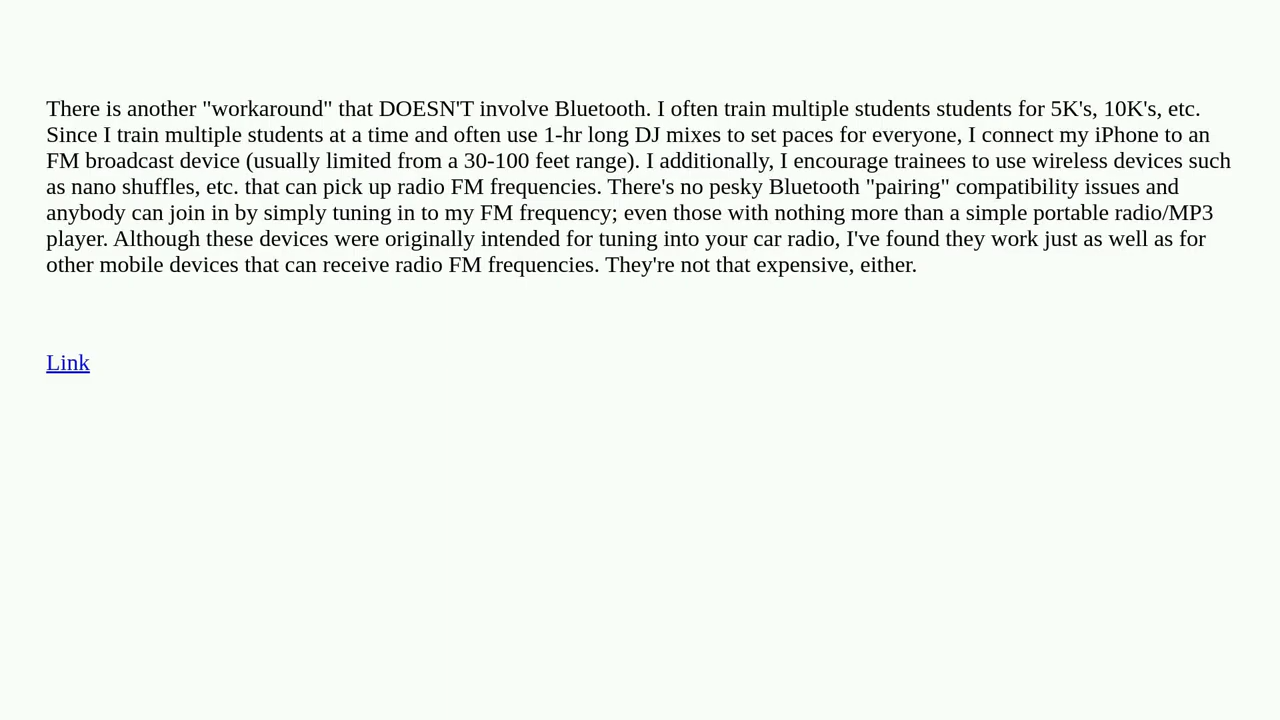 There is another "workaround" that DOESN'T involve Bluetooth. I often train multiple students students for 5K's, 10K's, etc.
Since I train multiple students at a time and often use 1-hr long DJ mixes to set paces for everyone, I connect my iPhone to an
FM broadcast device (usually limited from a 30-100 feet range). I additionally, I encourage trainees to use wireless devices such
as nano shuffles, etc. that can pick up radio FM frequencies. There's no pesky Bluetooth "pairing" compatibility issues and
anybody can join in by simply tuning in to my FM frequency; even those with nothing more than a simple portable radio/MP3
player. Although these devices were originally intended for tuning into your car radio, I've found they work just as well as for
other mobile devices that can receive radio FM frequencies. They're not that expensive, either.
Link